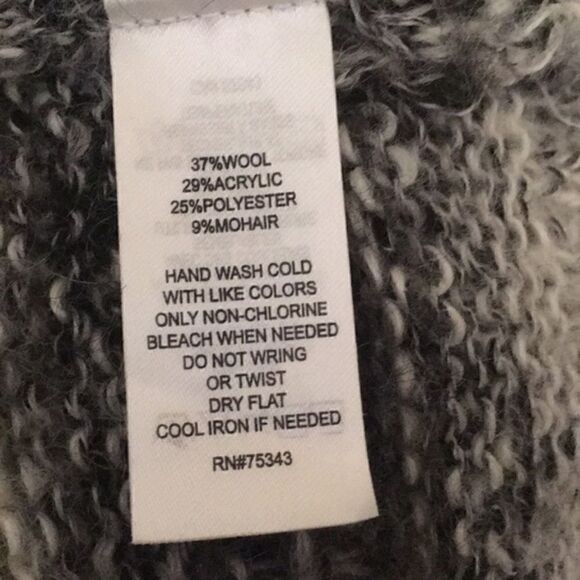 37%WOOL
29%ACRYLIC
25%POLYESTER
9%MOHAIR
HAND WASH COLD
WITH LIKE COLORS
ONLY NON-CHLORINE
BLEACH WHEN NEEDED
DO NOT WRING
OR TWIST
DRY FLAT
COOL IRON IF NEEDED
RN#75343